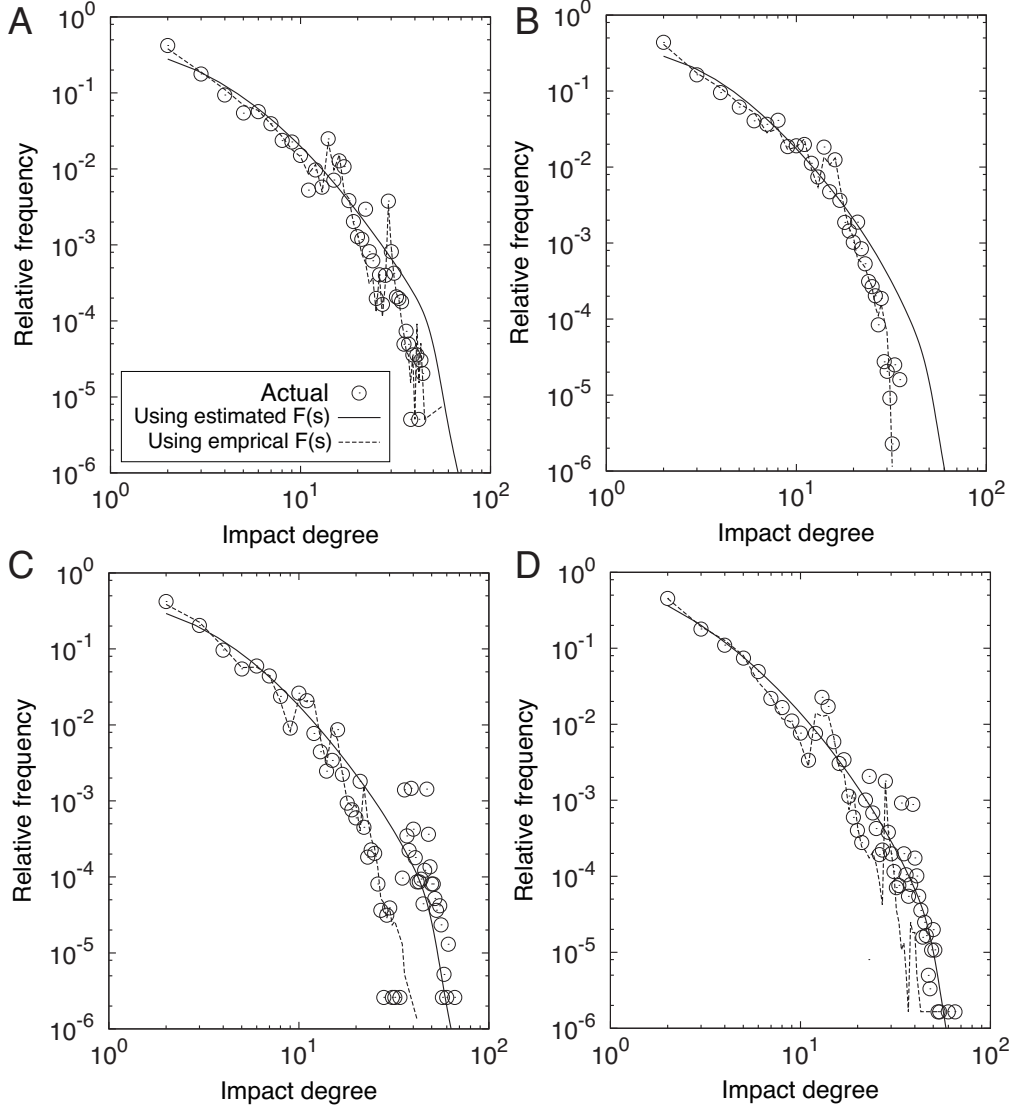 A
10^0
10^-1
10^-2
10^-3
10^-4
10^-5
10^-6
Relative frequency
Actual
Using estimated F(s)
Using emprical F(s)
10^0 10^1 10^2
Impact degree
B
10^0
10^-1
10^-2
10^-3
10^-4
10^-5
10^-6
Relative frequency
10^0 10^1 10^2
Impact degree
C
10^0
10^-1
10^-2
10^-3
10^-4
10^-5
10^-6
Relative frequency
10^0 10^1 10^2
Impact degree
D
10^0
10^-1
10^-2
10^-3
10^-4
10^-5
10^-6
Relative frequency
10^0 10^1 10^2
Impact degree